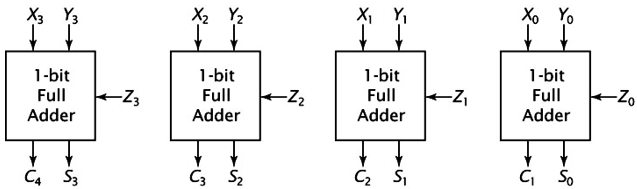 X3 Y3 X2 Y2 X1 Y1 X0 Y0
1-bit 1-bit 1-bit 1-bit
Full Full Full Full
Z3 Z2 Z1 Z0
Adder Adder Adder Adder
C4 S3 C3 S2 C2 S1 C1 S0